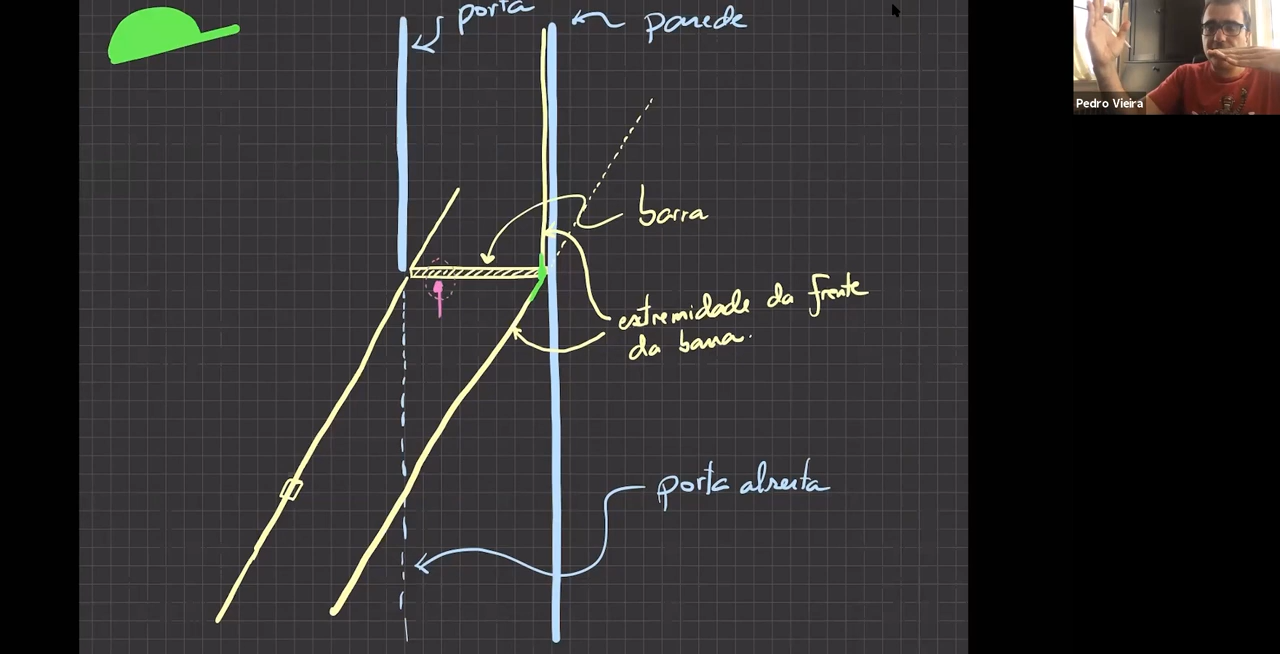 porta
parede
Pedro Vieira
barra
extremidade da frente
da barra.
porta aberta